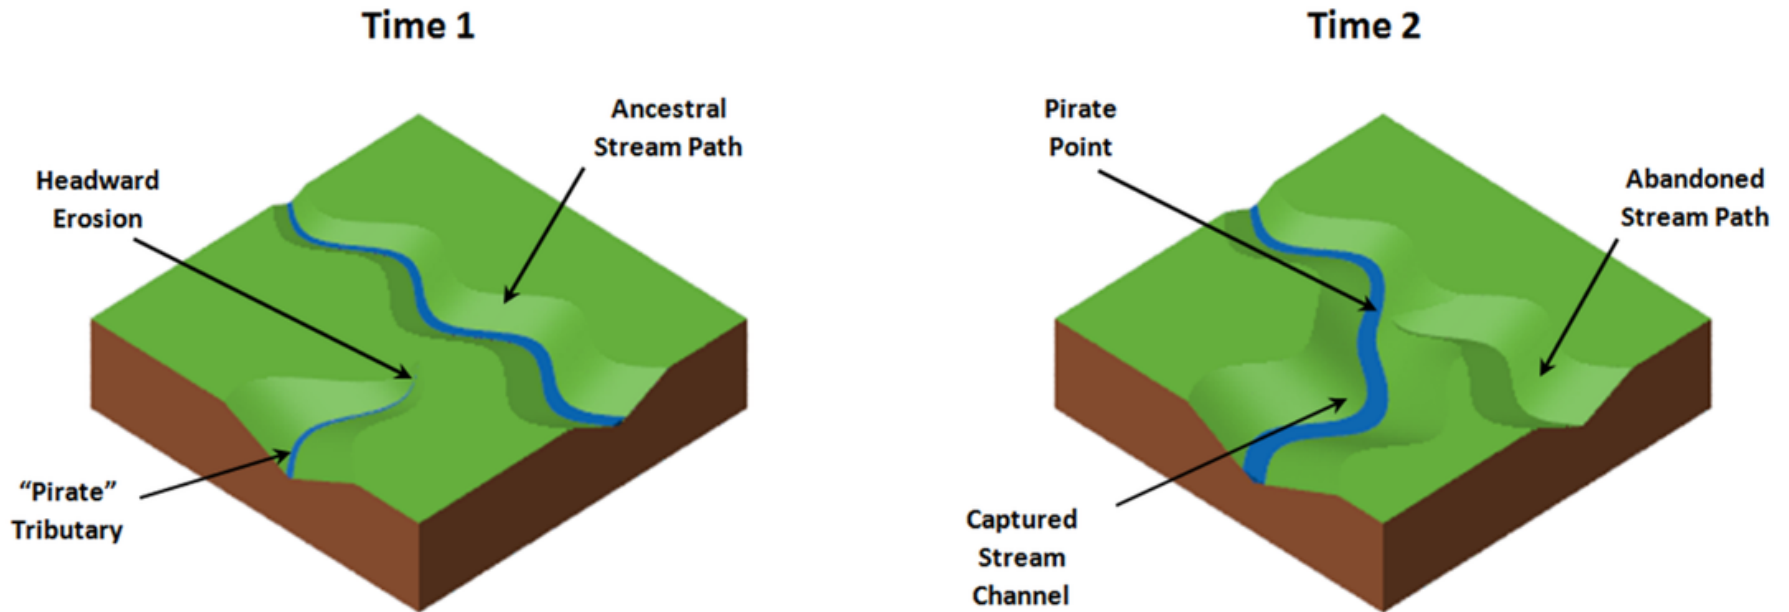 Time 1
Ancestral
Stream Path
Headward
Erosion
“Pirate”
Tributary
Time 2
Pirate
Point
Abandoned
Stream Path
Captured
Stream
Channel